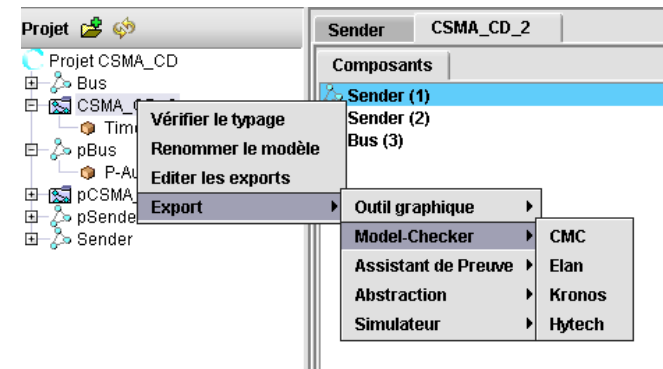 Projet
Sender CSMA_CD_2
Projet CSMA_CD
Composants
Bus
Sender (1)
Sender (2)
Bus (3)
Vérifier le typage
pBus
Renommer le modèle
Editer les exports
Export
Sender
Outil graphique
Model-Checker
Assistant de Preuve
Abstraction
Simulateur
CMC
Elan
Kronos
Hytech